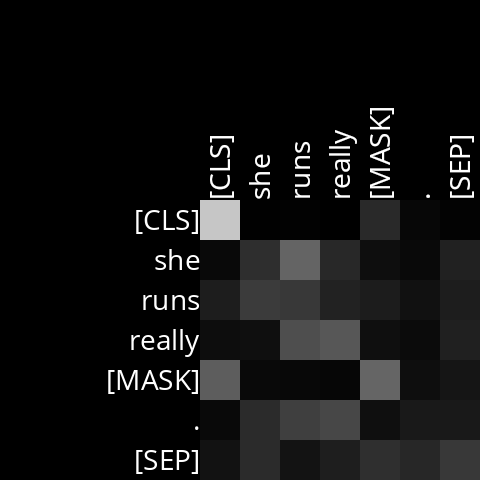 [CLS] she runs really [MASK] . [SEP]
[CLS]
she
runs
really
[MASK]
.
[SEP]